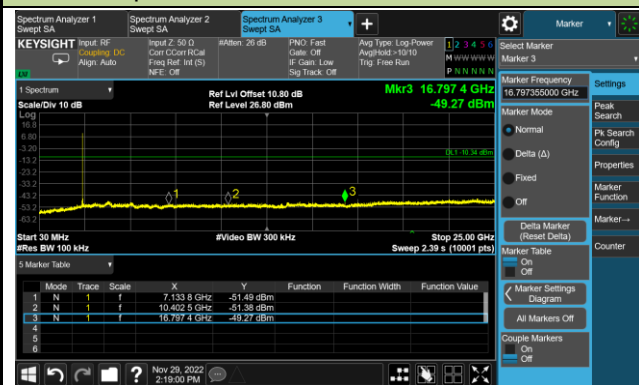 Spectrum Analyzer 1
Swept SA
Spectrum Analyzer 2
Swept SA
Spectrum Analyzer 3
Swept SA
Marker
KEYSIGHT
Input: RF
Coupling: DC
Align: Auto
Input Z: 50 Ω
Corr CCorr RCal
Freq Ref: Int (S)
NFE: Off
#Atten: 26 dB
PNO: Fast
Gate: Off
IF Gain: Low
Sig Track: Off
Avg Type: Log-Power
Avg|Hold:>10/10
Trig: Free Run
1 2 3 4 5 6
M W W W W W
P N N N N N
Select Marker
Marker 3
1 Spectrum
Ref Lvl Offset 10.80 dB
Mkr3 16.797 4 GHz
Scale/Div 10 dB
Ref Level 26.80 dBm
-49.27 dBm
Log
16.8
6.80
-3.20
-13.2
-23.2
-33.2
-43.2
-53.2
-63.2
DL1 -10.34 dBm
1
2
3
Start 30 MHz
#Video BW 300 kHz
Stop 25.00 GHz
#Res BW 100 kHz
Sweep 2.39 s (10001 pts)
5 Marker Table
Mode Trace Scale X Y Function Function Width Function Value
1 N 1 f 7.133 8 GHz -51.49 dBm
2 N 1 f 10.402 5 GHz -51.38 dBm
3 N 1 f 16.797 4 GHz -49.27 dBm
4
5
6
Marker Frequency
16.797355000 GHz
Marker Mode
Normal
Delta (Δ)
Fixed
Off
Delta Marker
(Reset Delta)
Marker Table
On
Off
Marker Settings
Diagram
All Markers Off
Couple Markers
On
Off
Settings
Peak
Search
Pk Search
Config
Properties
Marker
Function
Marker→
Counter
Nov 29, 2022
2:19:00 PM